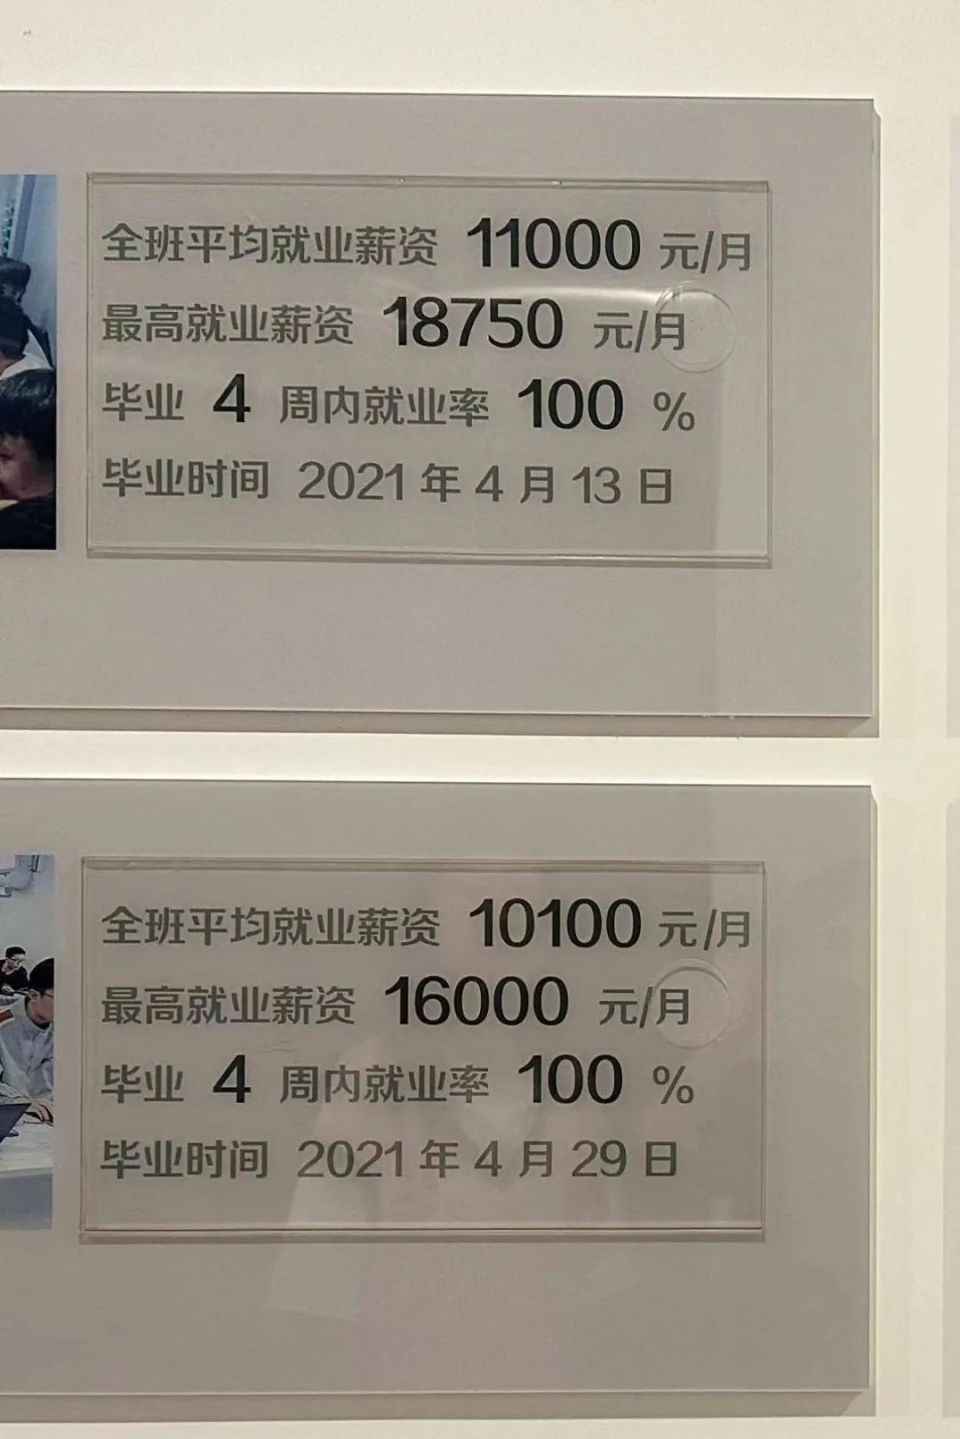 全班平均就业薪资 11000 元/月
最高就业薪资 18750 元/月
毕业 4 周内就业率 100 %
毕业时间 2021 年 4 月 13 日
全班平均就业薪资 10100 元/月
最高就业薪资 16000 元/月
毕业 4 周内就业率 100 %
毕业时间 2021 年 4 月 29 日